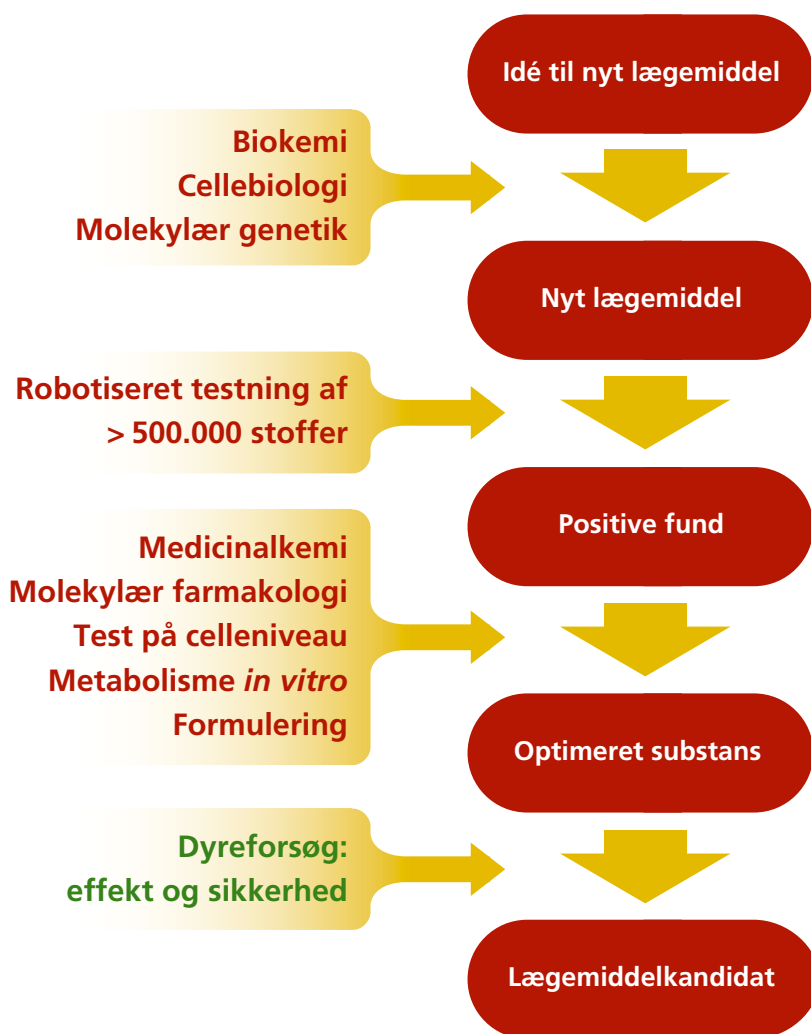 Idé til nyt lægemiddel
Biokemi
Cellebiologi
Molekylær genetik
Nyt lægemiddel
Robotiseret testning af
> 500.000 stoffer
Positive fund
Medicinalkemi
Molekylær farmakologi
Test på celleniveau
Metabolisme in vitro
Formulering
Optimeret substans
Dyreforsøg:
effekt og sikkerhed
Lægemiddelkandidat